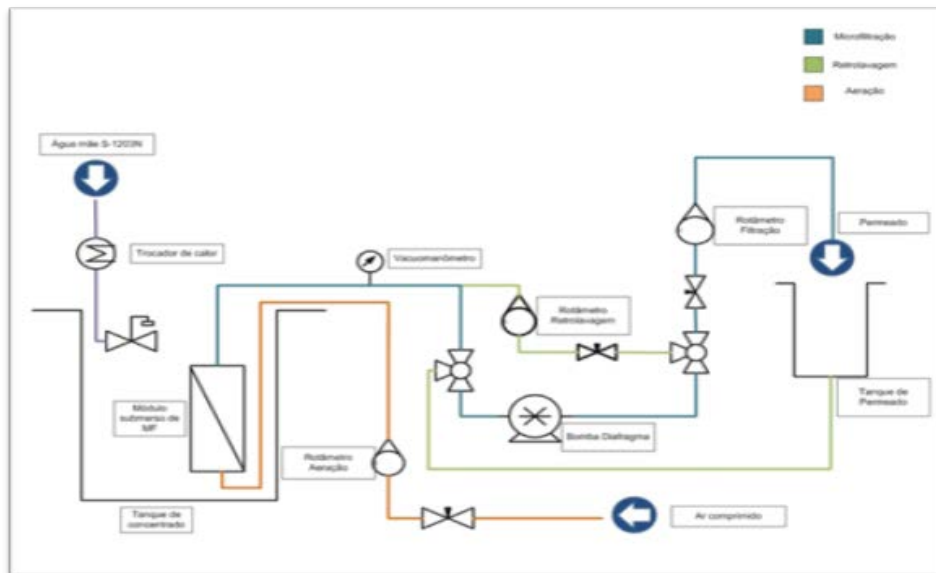 Microfiltração
Retrolavagem
Aeração
Água mãe S-1203N
Trocador de calor
Vacuomanômetro
Rotâmetro
Filtração
Permeado
Rotâmetro
Retrolavagem
Módulo
submerso de
MF
Bomba Diafragma
Tanque de
Permeado
Rotâmetro
Aeração
Tanque de
concentrado
Ar comprimido